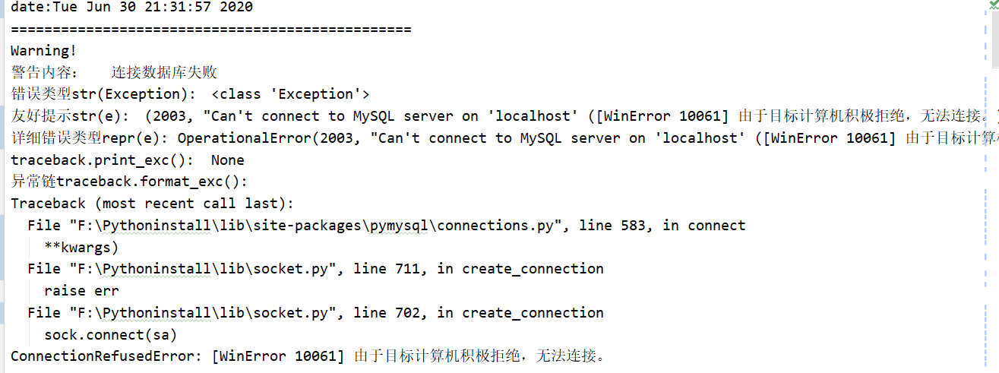 date:Tue Jun 30 21:31:57 2020
================================================
Warning!
警告内容：  连接数据库失败
错误类型str(Exception):  <class 'Exception'>
友好提示str(e):  (2003, "Can't connect to MySQL server on 'localhost' ([WinError 10061] 由于目标计算机积极拒绝，无法连接。)
详细错误类型repr(e): OperationalError(2003, "Can't connect to MySQL server on 'localhost' ([WinError 10061] 由于目标计算机
traceback.print_exc():  None
异常链traceback.format_exc():
Traceback (most recent call last):
  File "F:\Pythoninstall\lib\site-packages\pymysql\connections.py", line 583, in connect
    **kwargs)
  File "F:\Pythoninstall\lib\socket.py", line 711, in create_connection
    raise err
  File "F:\Pythoninstall\lib\socket.py", line 702, in create_connection
    sock.connect(sa)
ConnectionRefusedError: [WinError 10061] 由于目标计算机积极拒绝，无法连接。